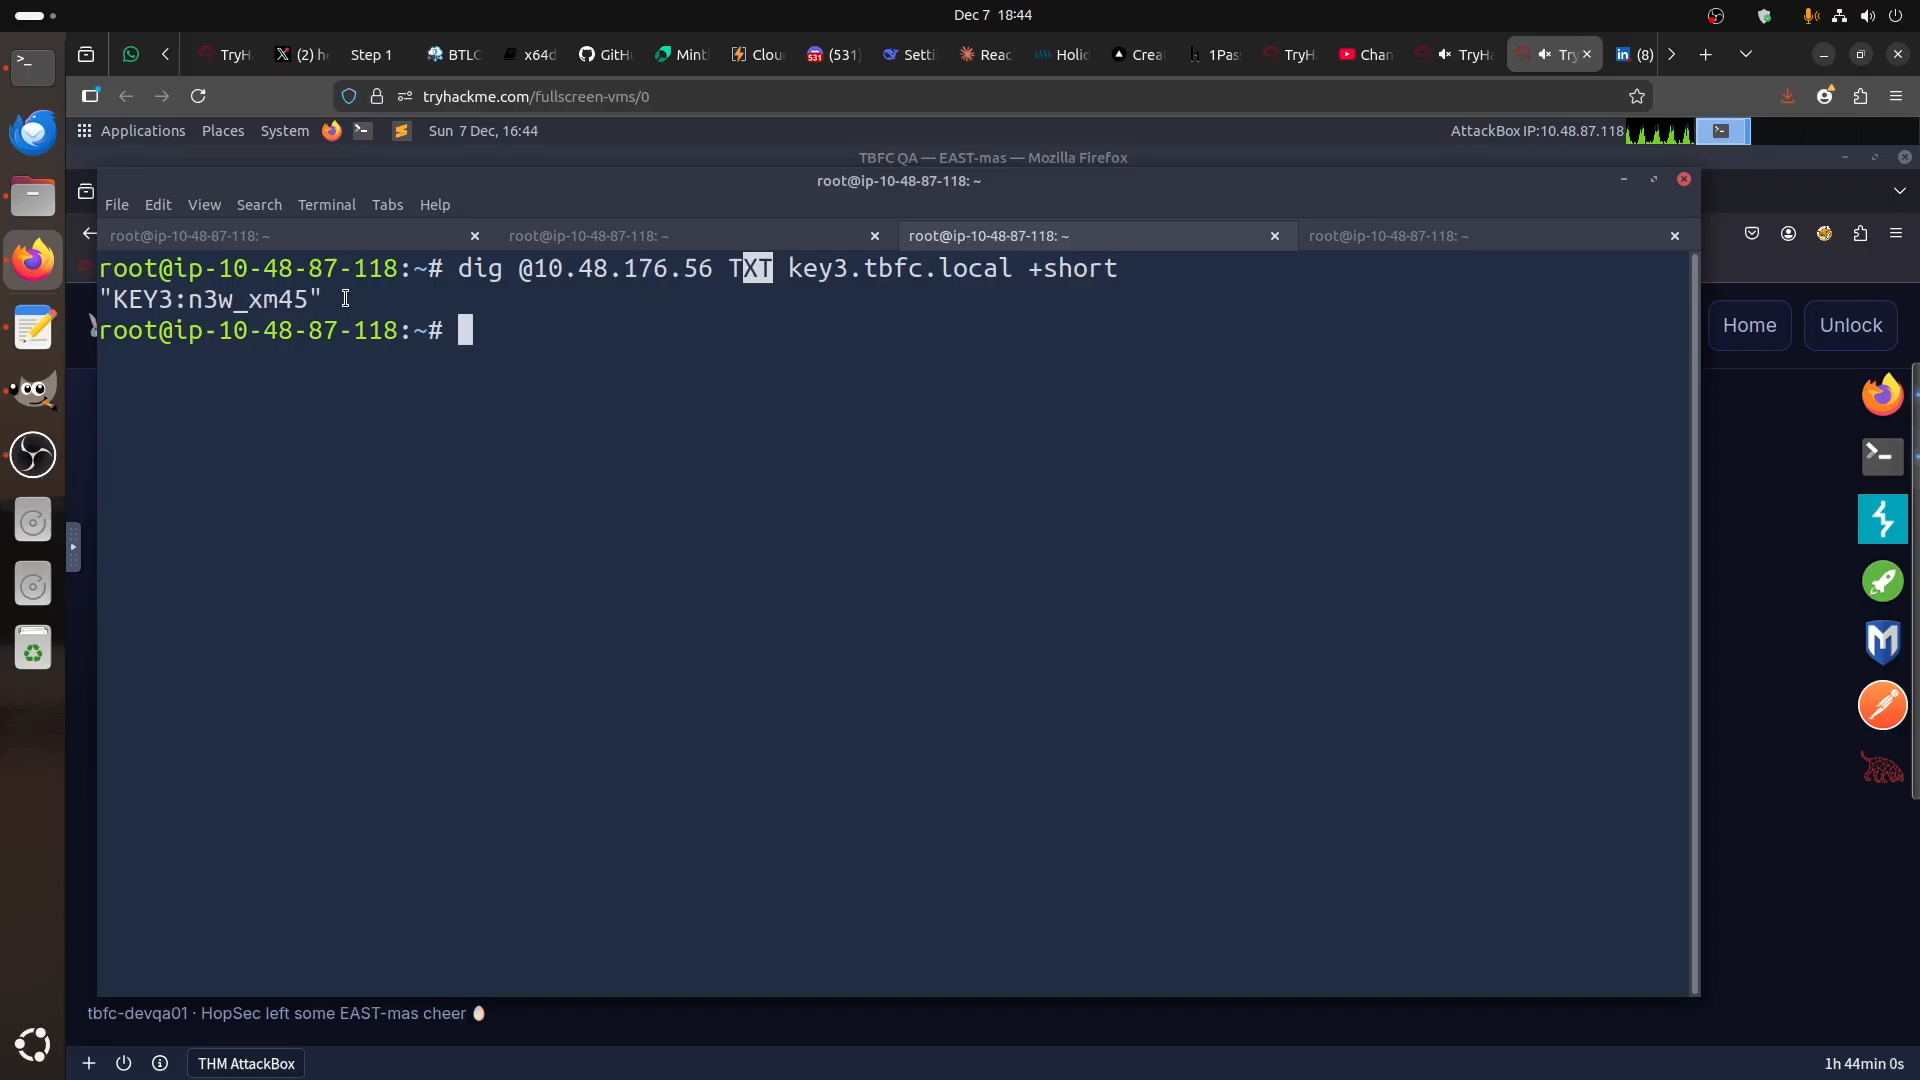 Dec 7 18:44
TryH
(2) h
Step 1
BTLC
x64d
GitHu
Mint
Clou
(531)
Setti
Reac
Holid
Crea
1Pas
TryH
Chan
TryHa
Try
(8)
tryhackme.com/fullscreen-vms/0
Applications Places System Sun 7 Dec, 16:44
AttackBox IP:10.48.87.118
TBFC QA — EAST-mas — Mozilla Firefox
root@ip-10-48-87-118: ~
File Edit View Search Terminal Tabs Help
root@ip-10-48-87-118: ~
root@ip-10-48-87-118: ~
root@ip-10-48-87-118: ~
root@ip-10-48-87-118: ~
root@ip-10-48-87-118:~# dig @10.48.176.56 TXT key3.tbfc.local +short
"KEY3:n3w_xm45"
root@ip-10-48-87-118:~#
Home Unlock
tbfc-devqa01 · HopSec left some EAST-mas cheer
THM AttackBox
1h 44min 0s